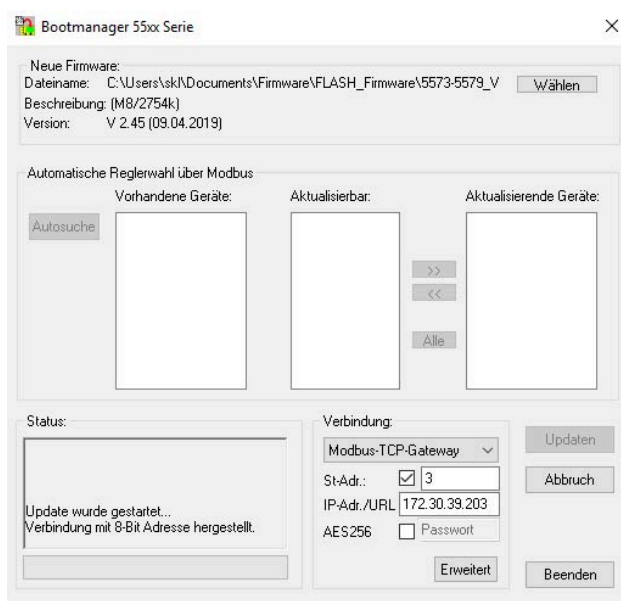 Bootmanager 55xx Serie
Neue Firmware:
Dateiname: C:\Users\skl\Documents\Firmware\FLASH_Firmware\5573-5579_V
Wählen
Beschreibung: (M8/2754k)
Version: V 2.45 (09.04.2019)
Automatische Reglerwahl über Modbus
Vorhandene Geräte:
Aktualisierbar:
Aktualisierende Geräte:
Autosuche
>>
<<
Alle
Status:
Update wurde gestartet...
Verbindung mit 8-Bit Adresse hergestellt.
Verbindung:
Modbus-TCP-Gateway
St-Adr.: 3
IP-Adr./URL 172.30.39.203
AES256 Passwort
Erweitert
Updaten
Abbruch
Beenden